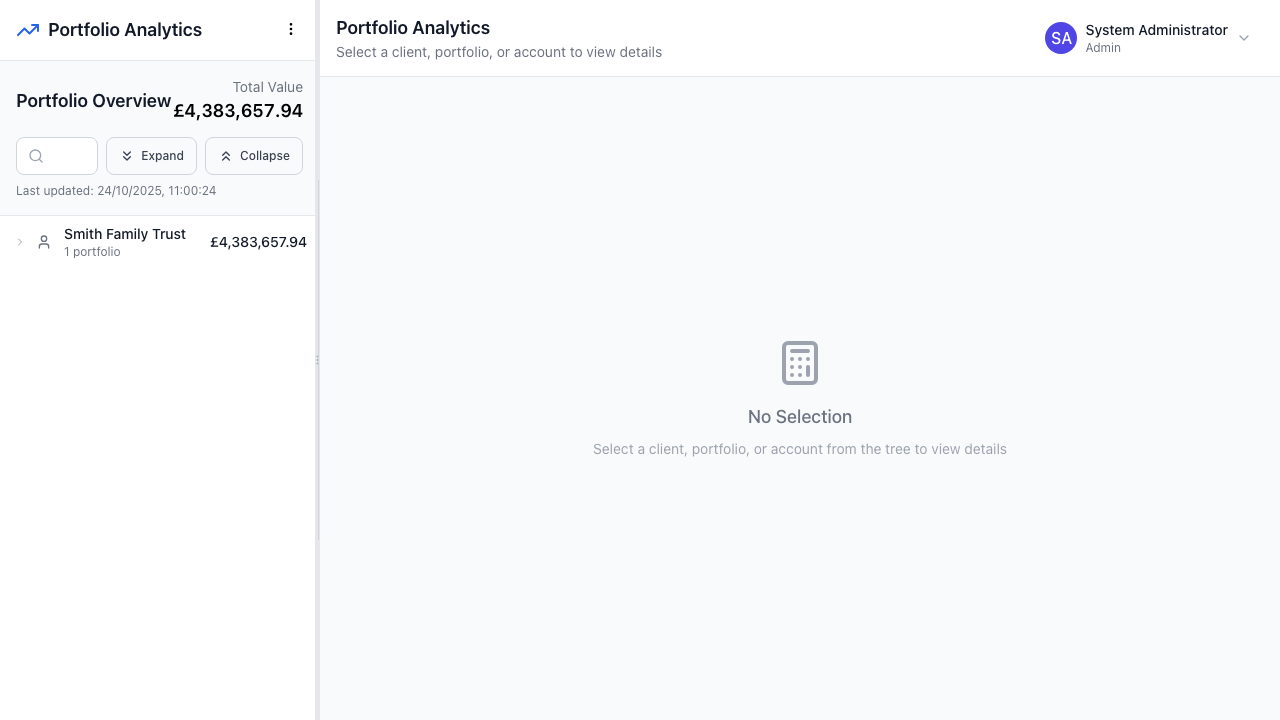 Portfolio Analytics
Portfolio Overview
Total Value
£4,383,657.94
Expand
Collapse
Last updated: 24/10/2025, 11:00:24
Smith Family Trust
1 portfolio
£4,383,657.94
Portfolio Analytics
Select a client, portfolio, or account to view details
SA
System Administrator
Admin
No Selection
Select a client, portfolio, or account from the tree to view details